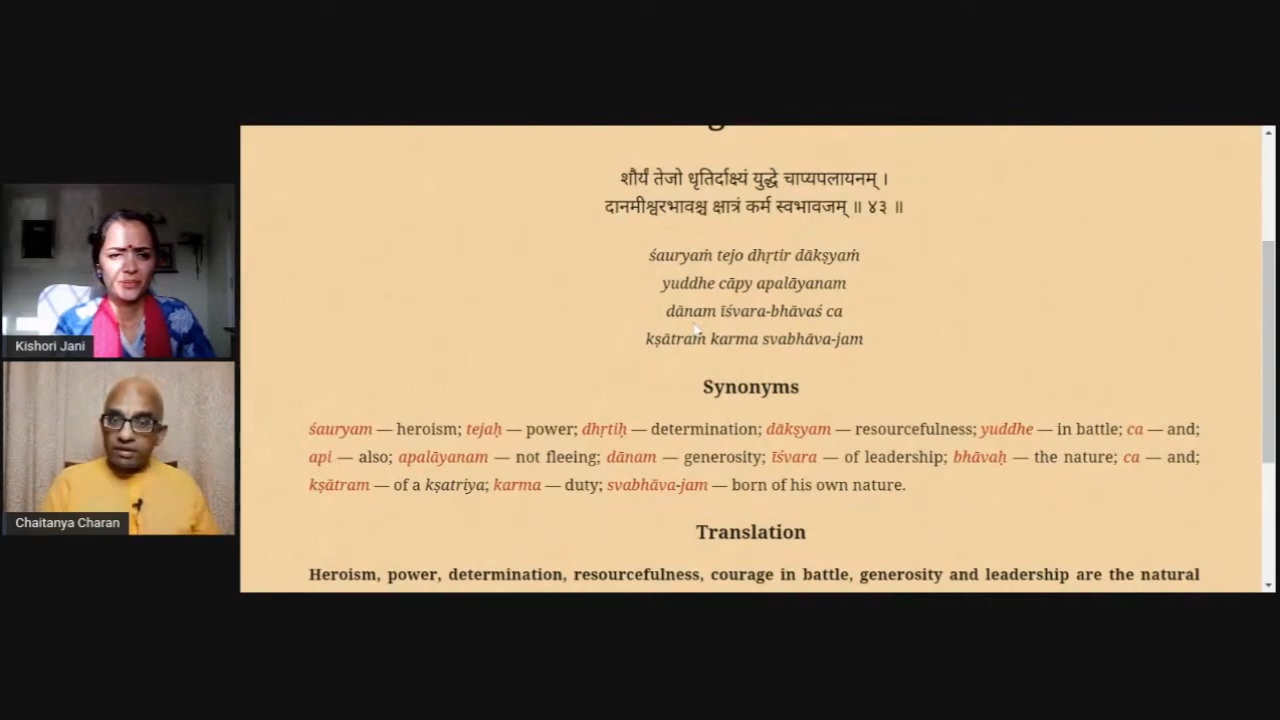 शौर्यं तेजो धृतिर्दाक्ष्यं युद्धे चाप्यपलायनम् ।
दानमीश्वरभावश्च क्षात्रं कर्म स्वभावजम् ॥ ४३ ॥
śauryaṁ tejo dhṛtir dākṣyaṁ
yuddhe cāpy apalāyanam
dānam īśvara-bhāvaś ca
kṣātraṁ karma svabhāva-jam
Synonyms
śauryam — heroism; tejaḥ — power; dhṛtiḥ — determination; dākṣyam — resourcefulness; yuddhe — in battle; ca — and;
api — also; apalāyanam — not fleeing; dānam — generosity; īśvara — of leadership; bhāvaḥ — the nature; ca — and;
kṣātram — of a kṣatriya; karma — duty; svabhāva-jam — born of his own nature.
Translation
Heroism, power, determination, resourcefulness, courage in battle, generosity and leadership are the natural
Kishori Jani
Chaitanya Charan